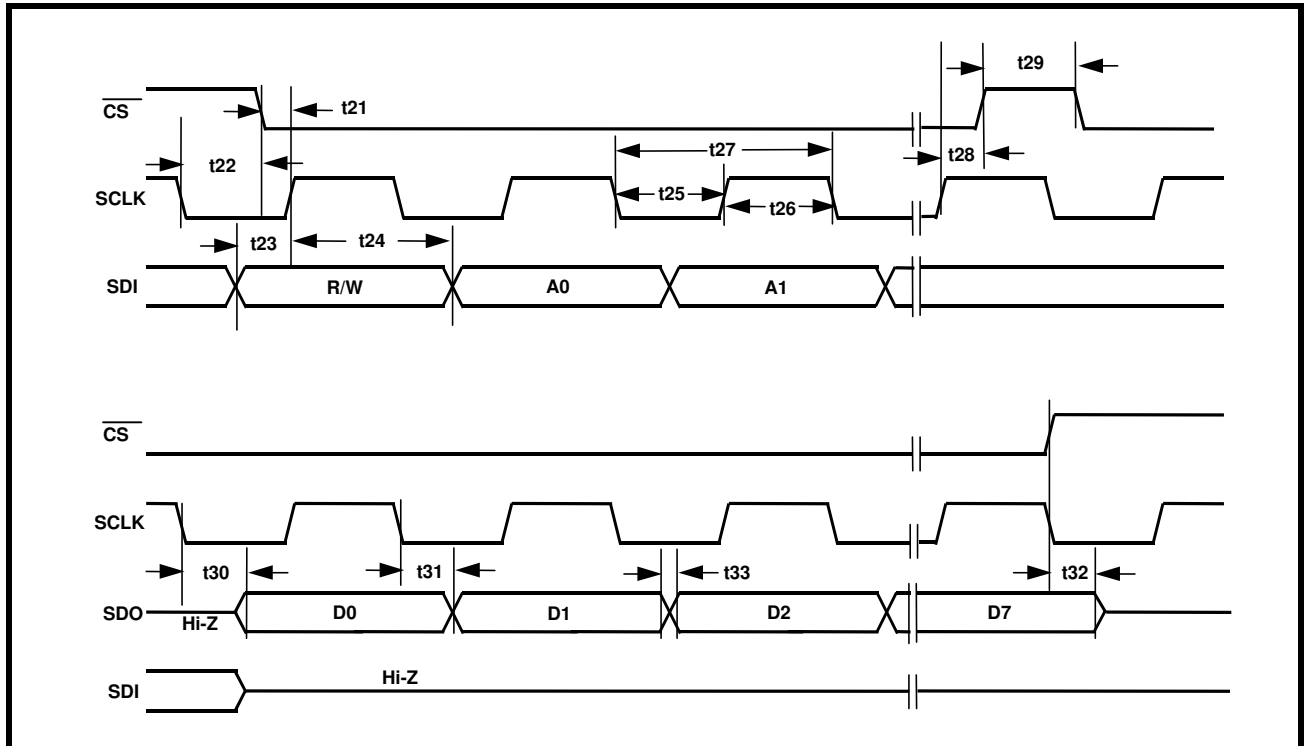 t29
CS
t21
t22
t27
t28
SCLK
t25
t26
t23
t24
SDI
R/W
A0
A1
CS
SCLK
t30
t31
t33
t32
SDO
Hi-Z
D0
D1
D2
D7
SDI
Hi-Z